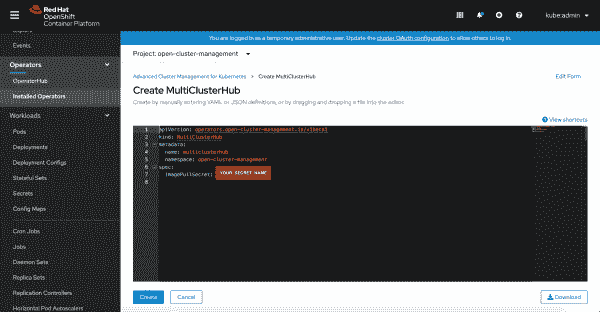 Red Hat
OpenShift
Container Platform
kube:admin
You are logged in as a temporary administrative user. Update the cluster OAuth configuration to allow others to log in.
Events
Operators
OperatorHub
Installed Operators
Workloads
Pods
Deployments
Deployment Configs
Stateful Sets
Secrets
Config Maps
Cron Jobs
Jobs
Daemon Sets
Replica Sets
Replication Controllers
Horizontal Pod Autoscalers
Project: open-cluster-management
Advanced Cluster Management for Kubernetes > Create MultiClusterHub
Edit Form
Create MultiClusterHub
Create by manually entering YAML or JSON definitions, or by dragging and dropping a file into the editor.
View shortcuts
1 apiVersion: operators.open-cluster-management.io/v1beta1
2 kind: MultiClusterHub
3 metadata:
4 name: multiclusterhub
5 namespace: open-cluster-management
6 spec:
7 imagePullSecret: YOUR SECRET NAME
8
Create
Cancel
Download